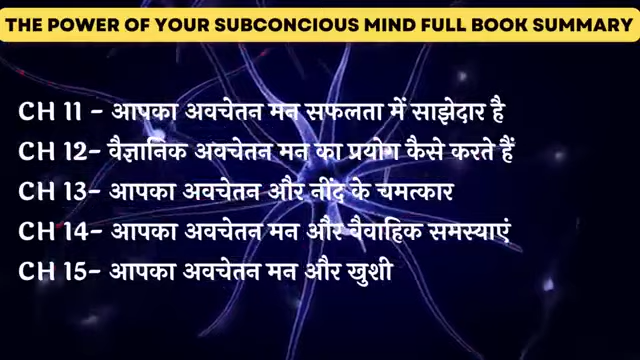 THE POWER OF YOUR SUBCONCIOUS MIND FULL BOOK SUMMARY
CH 11 - आपका अवचेतन मन सफलता में साझेदार है
CH 12- वैज्ञानिक अवचेतन मन का प्रयोग कैसे करते हैं
CH 13- आपका अवचेतन और नींद के चमत्कार
CH 14- आपका अवचेतन मन और वैवाहिक समस्याएं
CH 15- आपका अवचेतन मन और खुशी